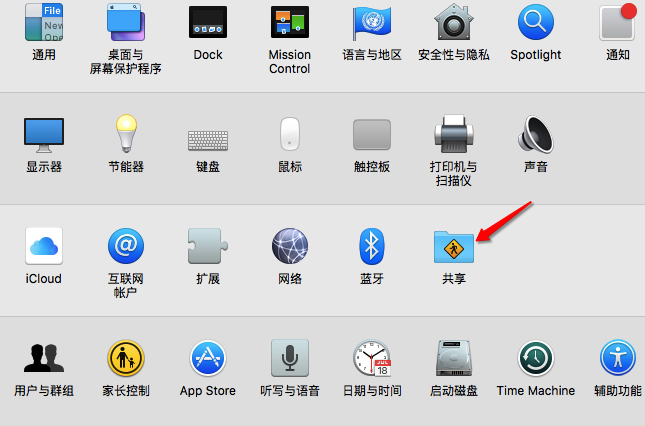 File
New
Ope
通用
桌面与
屏幕保护程序
Dock
Mission
Control
语言与地区
安全性与隐私
Spotlight
通知
显示器
节能器
键盘
鼠标
触控板
打印机与
扫描仪
声音
iCloud
@
互联网
帐户
扩展
网络
蓝牙
共享
用户与群组
家长控制
App Store
听写与语音
JUL
18
日期与时间
启动磁盘
Time Machine
辅助功能